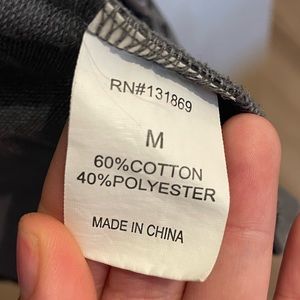 RN#131869
M
60%COTTON
40%POLYESTER
MADE IN CHINA